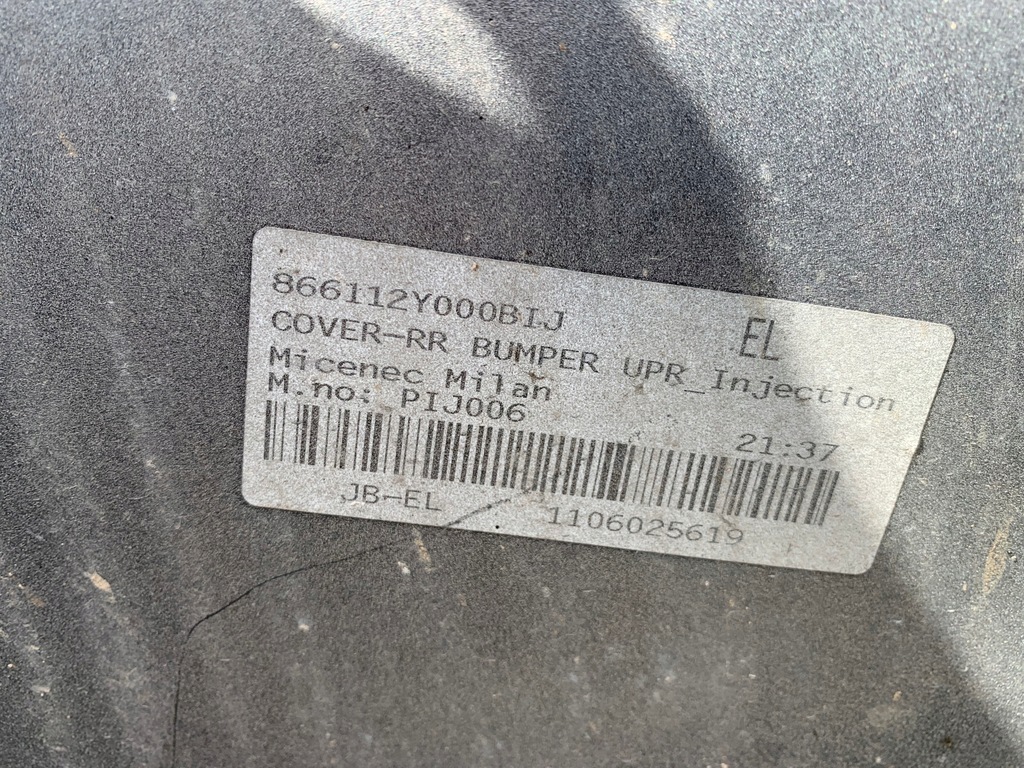 866112Y000BIJ EL
COVER-RR BUMPER UPR_Injection
Micenec Milan
M.no: PIJ006 21:37
JB-EL 1106025619